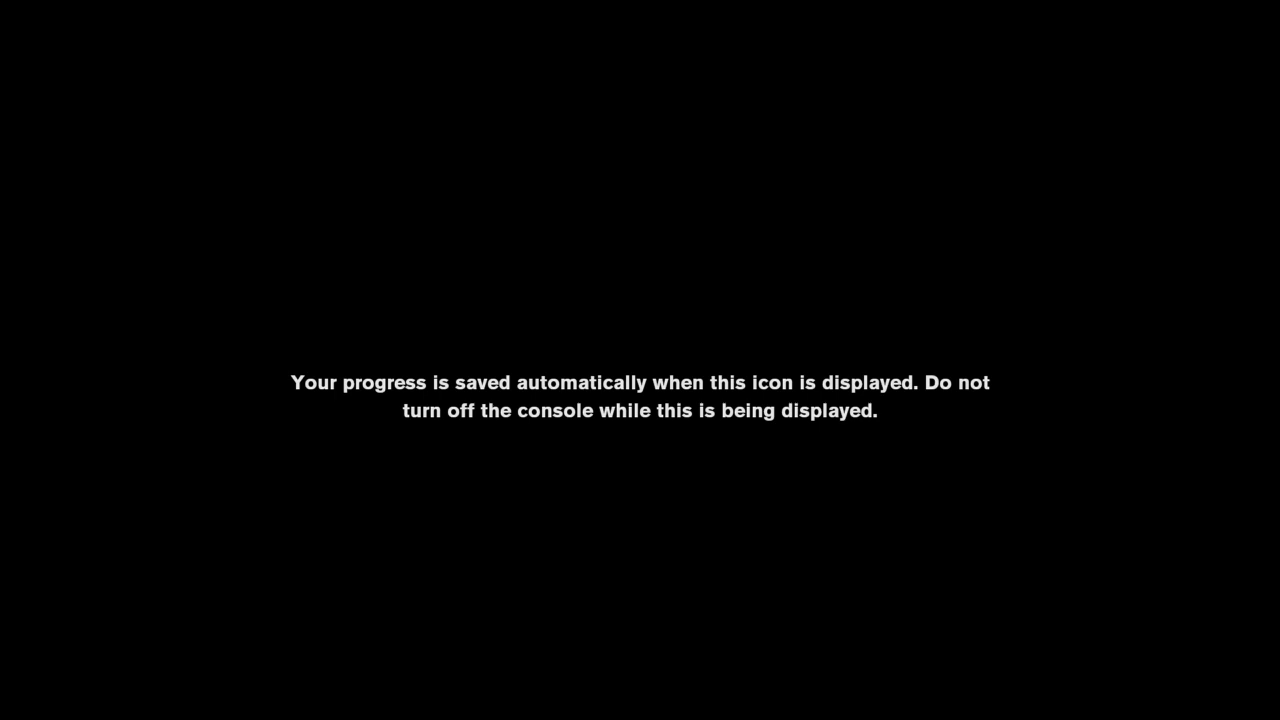 Your progress is saved automatically when this icon is displayed. Do not
turn off the console while this is being displayed.